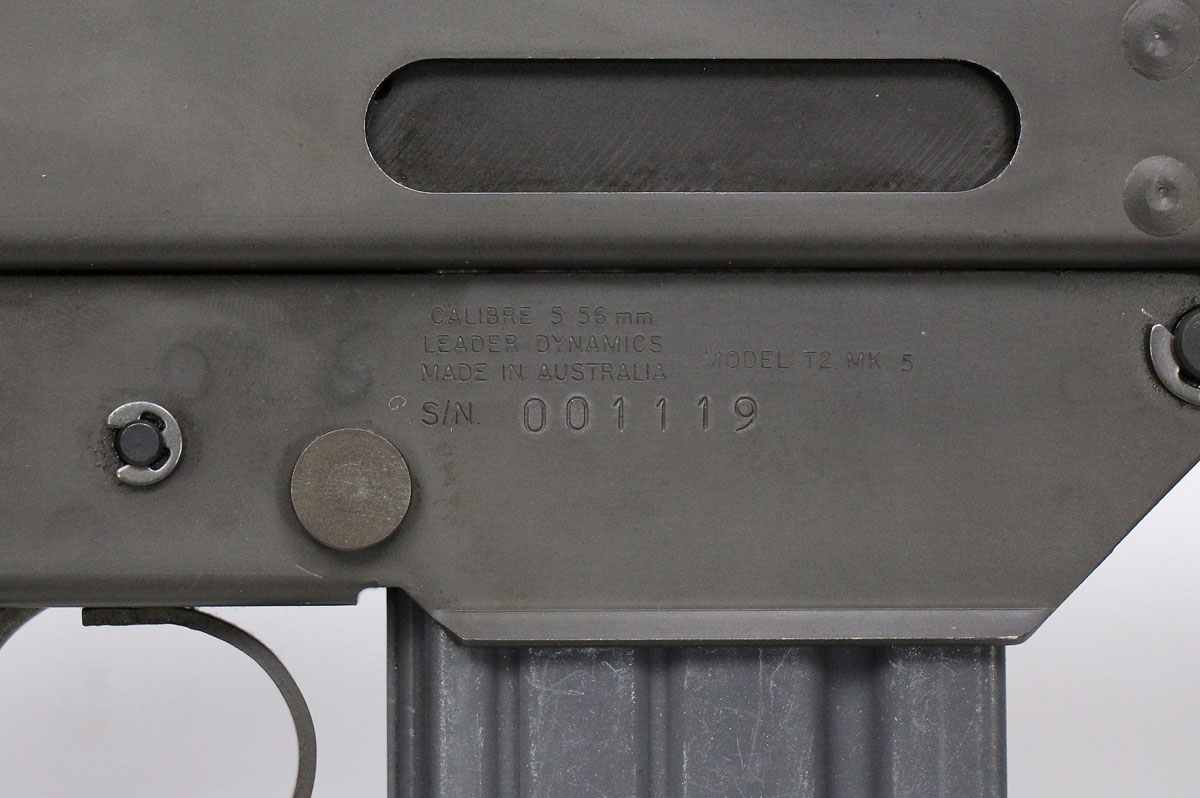 CALIBRE 5.56 mm.
LEADER DYNAMICS
MADE IN AUSTRALIA
MODEL T2. MK 5
S/N. 001119